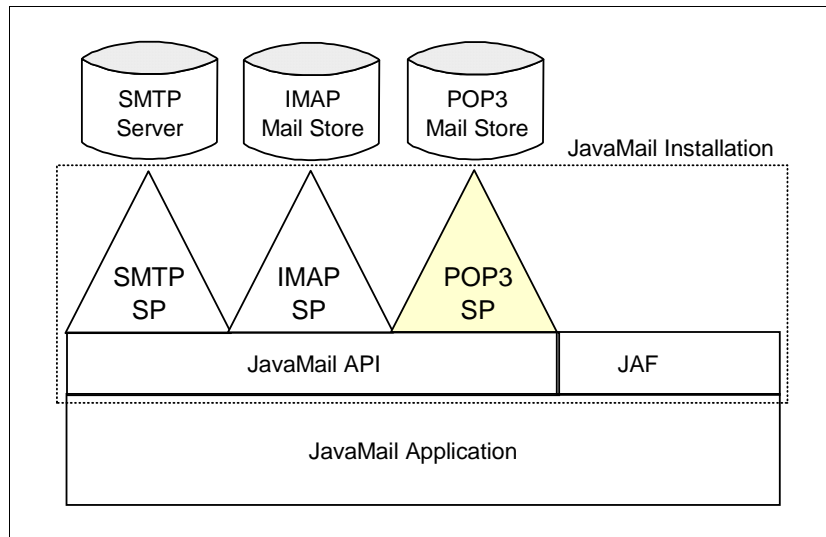 SMTP
Server
IMAP
Mail Store
POP3
Mail Store
JavaMail Installation
SMTP
SP
IMAP
SP
POP3
SP
JavaMail API
JAF
JavaMail Application